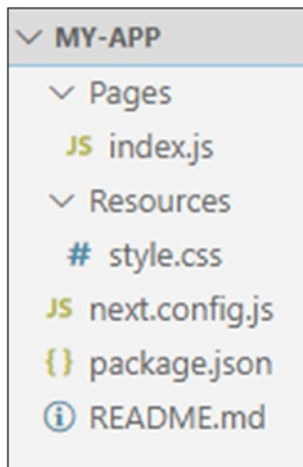 MY-APP
Pages
JS index.js
Resources
# style.css
JS next.config.js
{} package.json
README.md